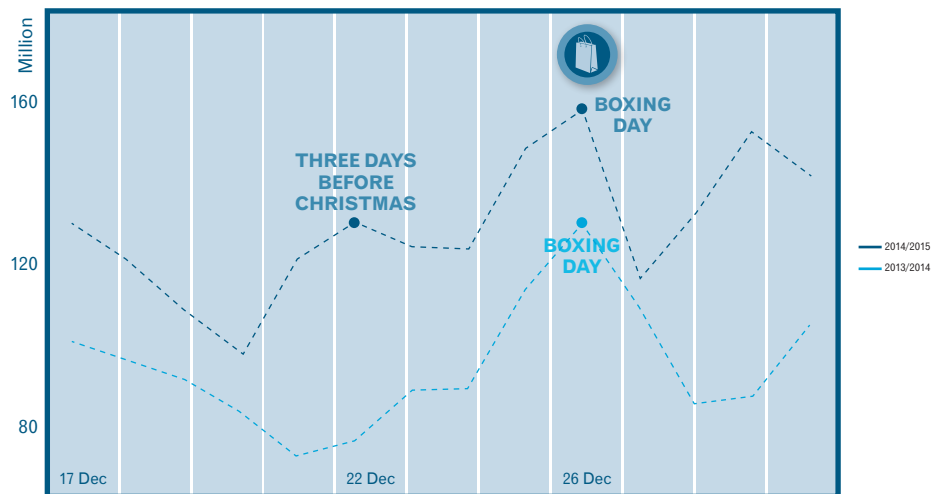 Million
160
BOXING
DAY
THREE DAYS
BEFORE
CHRISTMAS
BOXING
DAY
120
2014/2015
2013/2014
80
17 Dec
22 Dec
26 Dec